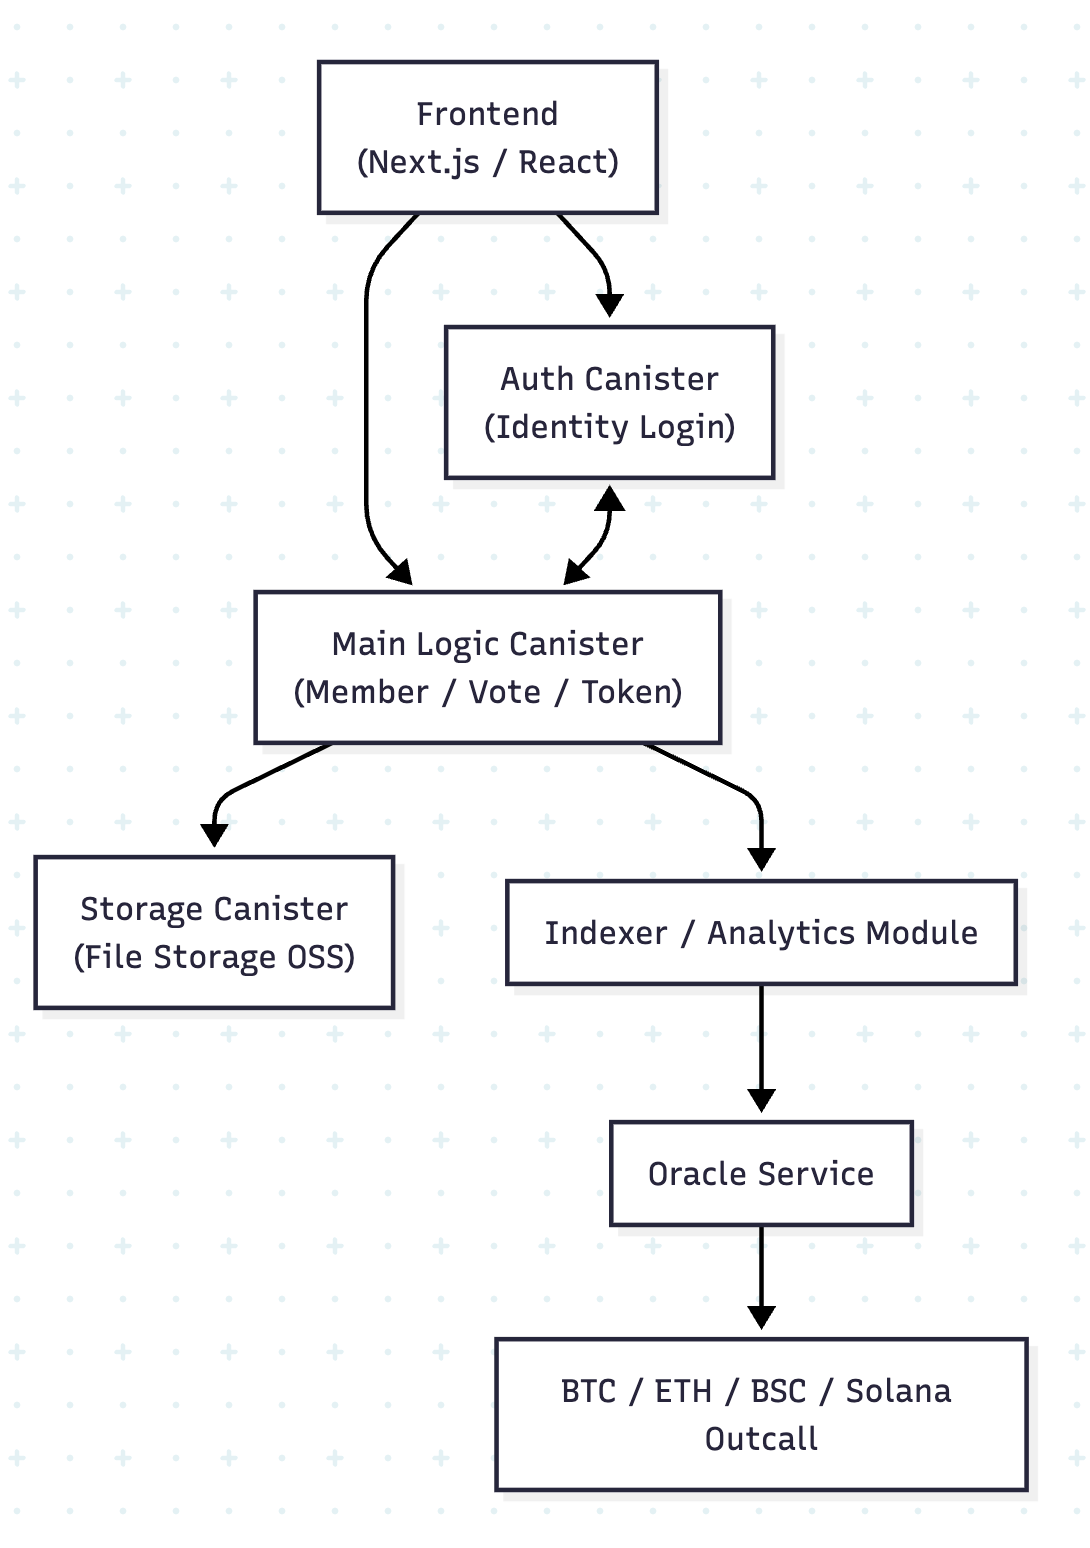 Frontend
(Next.js / React)
Auth Canister
(Identity Login)
Main Logic Canister
(Member / Vote / Token)
Storage Canister
(File Storage OSS)
Indexer / Analytics Module
Oracle Service
BTC / ETH / BSC / Solana
Outcall